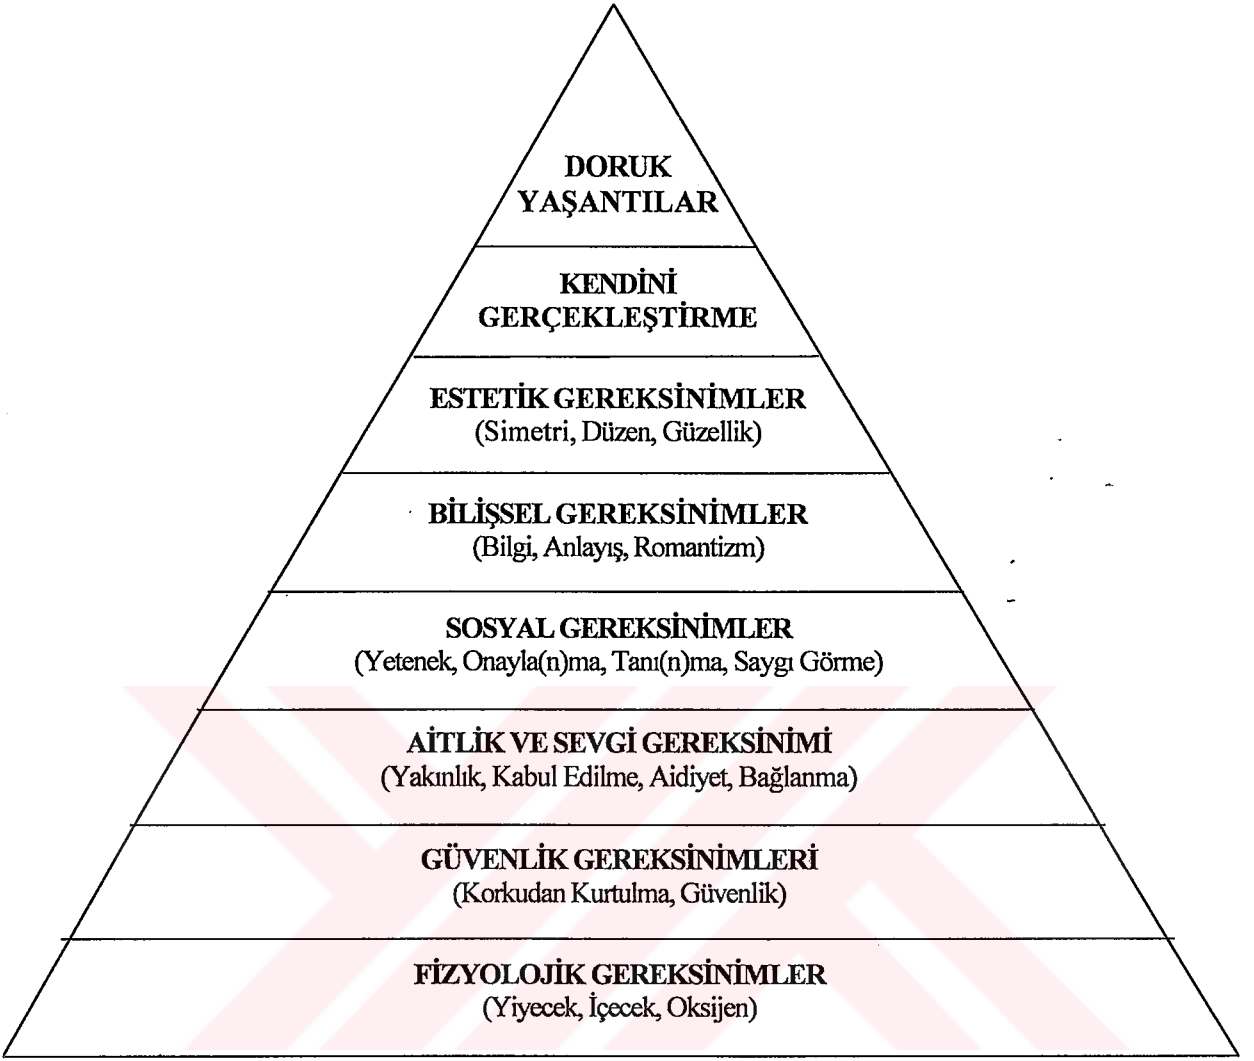 DORUK
YAŞANTILAR
KENDİNİ
GERÇEKLEŞTİRME
ESTETİK GEREKSİNİMLER
(Simetri, Düzen, Güzellik)
BİLİŞSEL GEREKSİNİMLER
(Bilgi, Anlayış, Romantizm)
SOSYAL GEREKSİNİMLER
(Yetenek, Onayla(n)ma, Tanı(n)ma, Saygı Görme)
AİTLİK VE SEVGİ GEREKSİNİMİ
(Yakınlık, Kabul Edilme, Aidiyet, Bağlanma)
GÜVENLİK GEREKSİNİMLERİ
(Korkudan Kurtulma, Güvenlik)
FİZYOLOJİK GEREKSİNİMLER
(Yiyecek, İçecek, Oksijen)